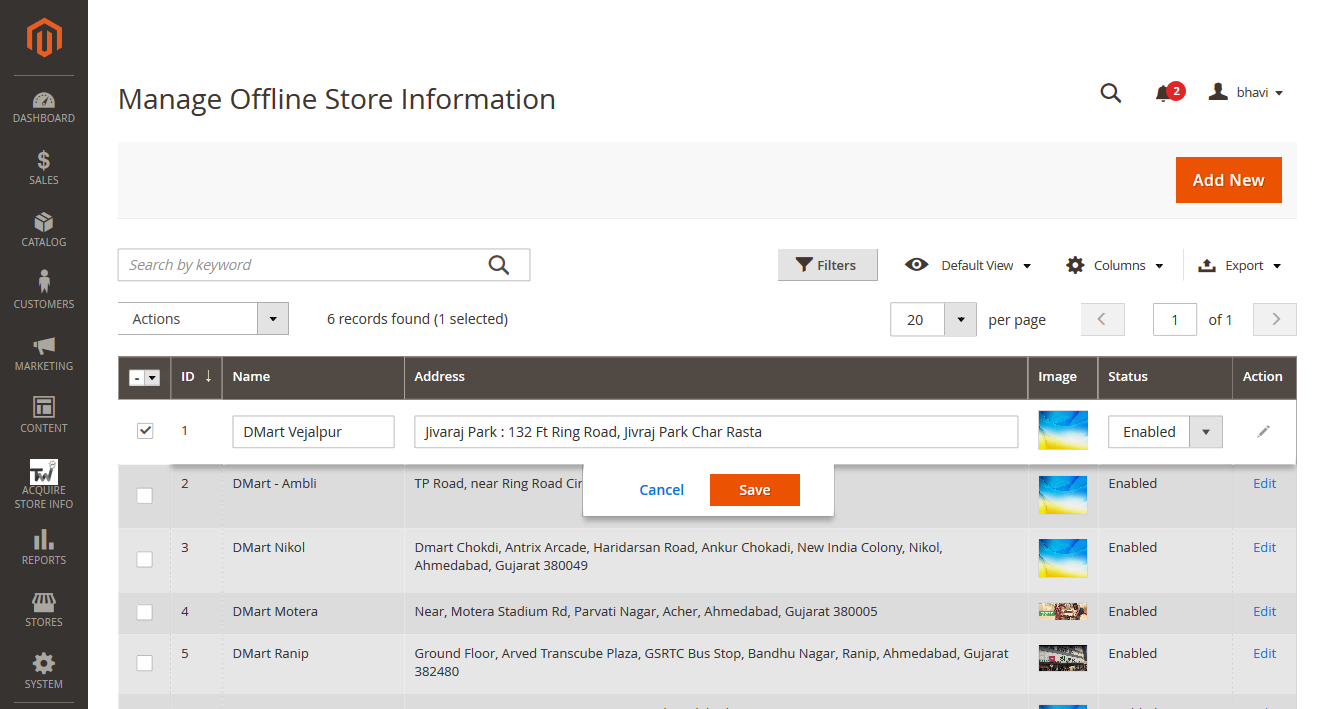 Manage Offline Store Information
2
bhavi
DASHBOARD
SALES
CATALOG
CUSTOMERS
MARKETING
CONTENT
TW
ACQUIRE
STORE INFO
REPORTS
STORES
SYSTEM
Add New
Search by keyword
Filters
Default View
Columns
Export
Actions
6 records found (1 selected)
20
per page
1
of 1
- ID ↓ Name Address Image Status Action
1 DMart Vejalpur Jivaraj Park : 132 Ft Ring Road, Jivraj Park Char Rasta Enabled
2 DMart - Ambli TP Road, near Ring Road Enabled Edit
Cancel
Save
3 DMart Nikol Dmart Chokdi, Antrix Arcade, Haridarsan Road, Ankur Chokadi, New India Colony, Nikol, Enabled Edit
Ahmedabad, Gujarat 380049
4 DMart Motera Near, Motera Stadium Rd, Parvati Nagar, Acher, Ahmedabad, Gujarat 380005 Enabled Edit
5 DMart Ranip Ground Floor, Arved Transcube Plaza, GSRTC Bus Stop, Bandhu Nagar, Ranip, Ahmedabad, Gujarat Enabled Edit
382480